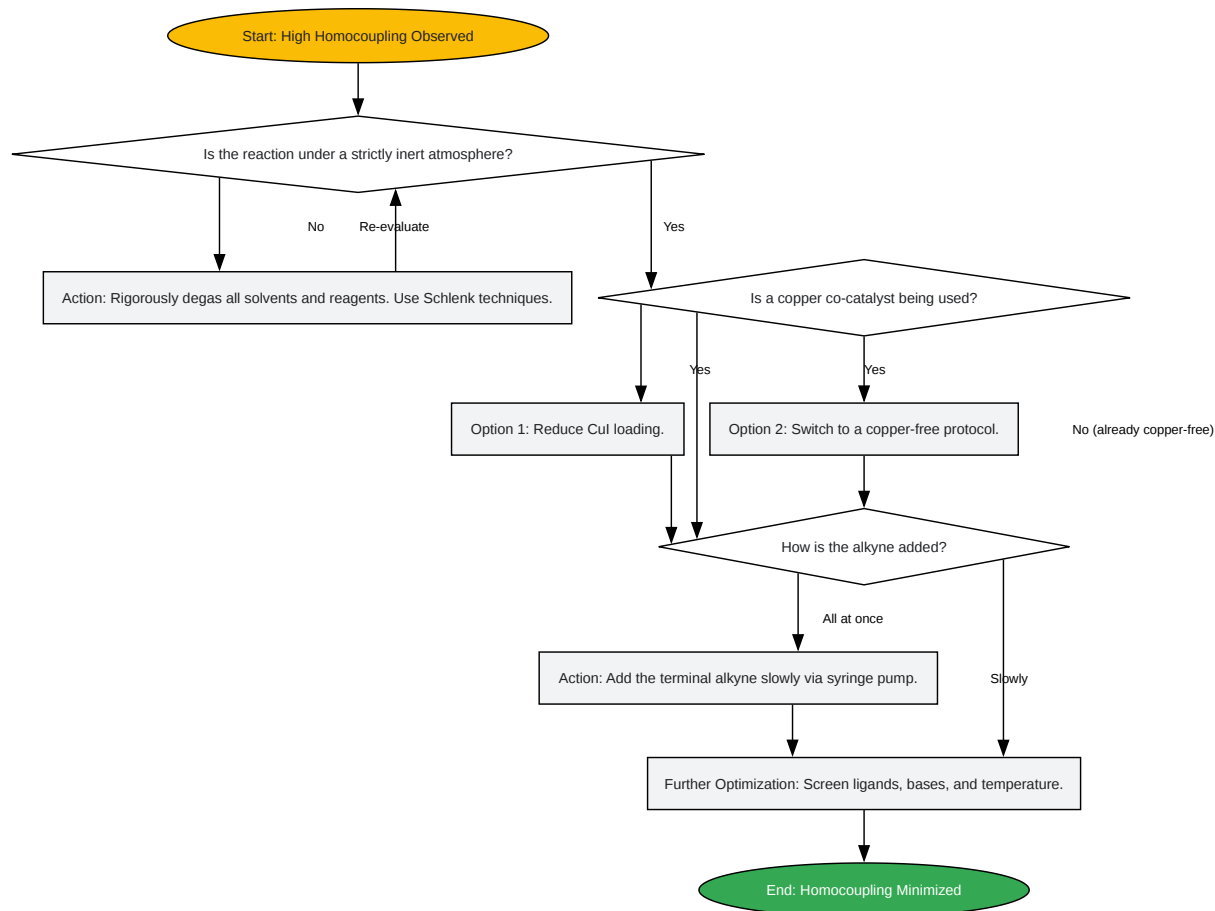 Start: High Homocoupling Observed
Is the reaction under a strictly inert atmosphere?
No
Re-evaluate
Yes
Action: Rigorously degas all solvents and reagents. Use Schlenk techniques.
Is a copper co-catalyst being used?
Yes
Yes
Option 1: Reduce CuI loading.
Option 2: Switch to a copper-free protocol.
No (already copper-free)
How is the alkyne added?
All at once
Action: Add the terminal alkyne slowly via syringe pump.
Slowly
Further Optimization: Screen ligands, bases, and temperature.
End: Homocoupling Minimized